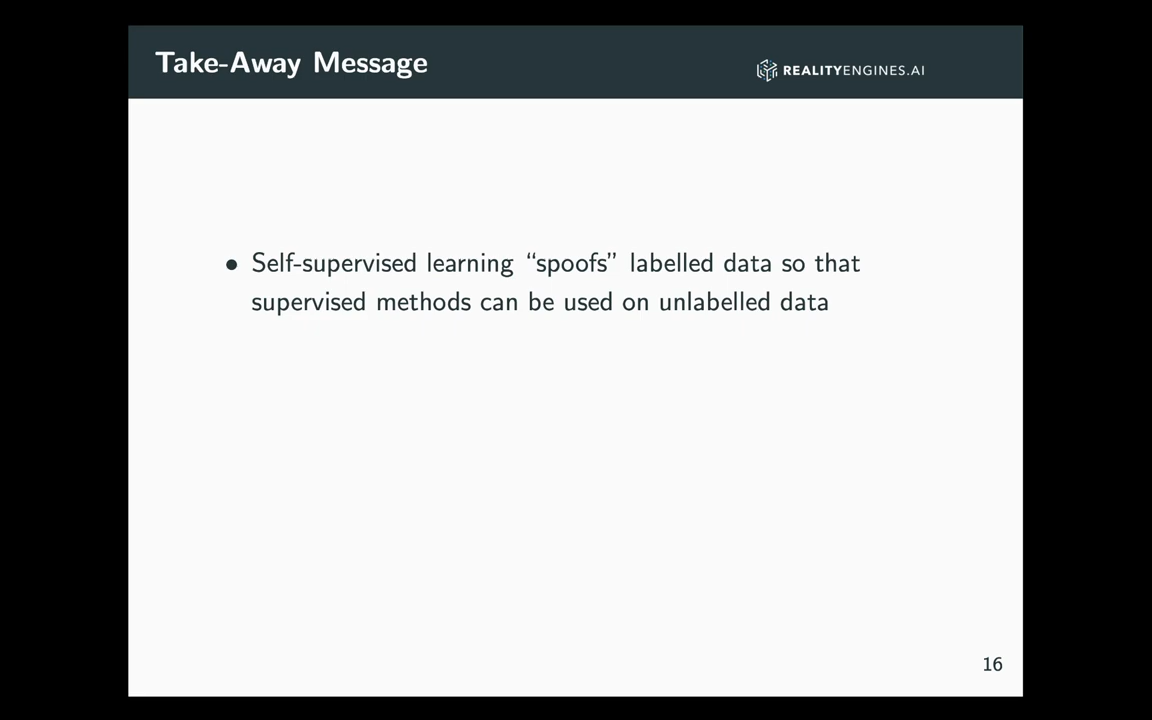 Take-Away Message
REALITYENGINES.AI
• Self-supervised learning “spoofs” labelled data so that
supervised methods can be used on unlabelled data
16